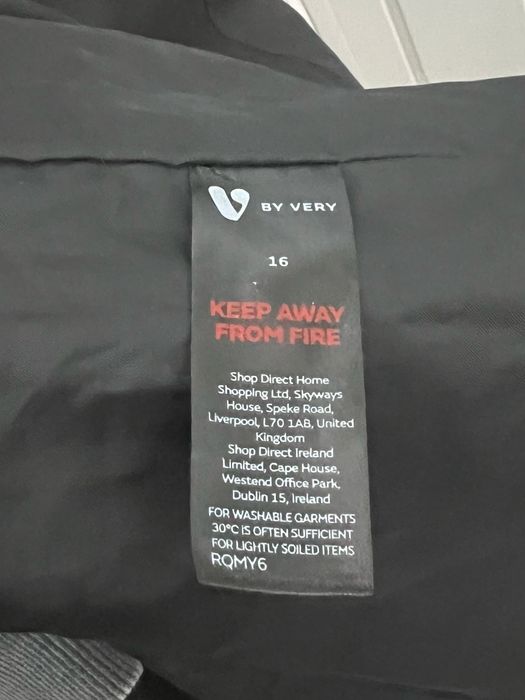 V BY VERY
16
KEEP AWAY
FROM FIRE
Shop Direct Home
Shopping Ltd, Skyways
House, Speke Road,
Liverpool, L70 1AB, United
Kingdom
Shop Direct Ireland
Limited, Cape House,
Westend Office Park,
Dublin 15, Ireland
FOR WASHABLE GARMENTS
30°C IS OFTEN SUFFICIENT
FOR LIGHTLY SOILED ITEMS
RQMY6